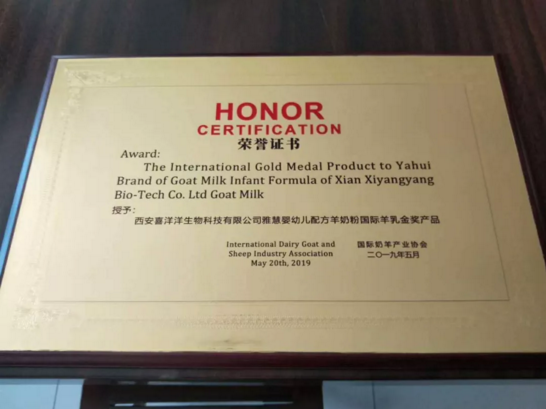 HONOR
CERTIFICATION
荣誉证书
Award:
The International Gold Medal Product to Yahui
Brand of Goat Milk Infant Formula of Xian Xiyangyang
Bio-Tech Co. Ltd Goat Milk
授予:
西安喜洋洋生物科技有限公司雅慧婴幼儿配方羊奶粉国际羊乳金奖产品
International Dairy Goat and
Sheep Industry Association
May 20th, 2019
国际奶羊产业协会
二〇一九年五月